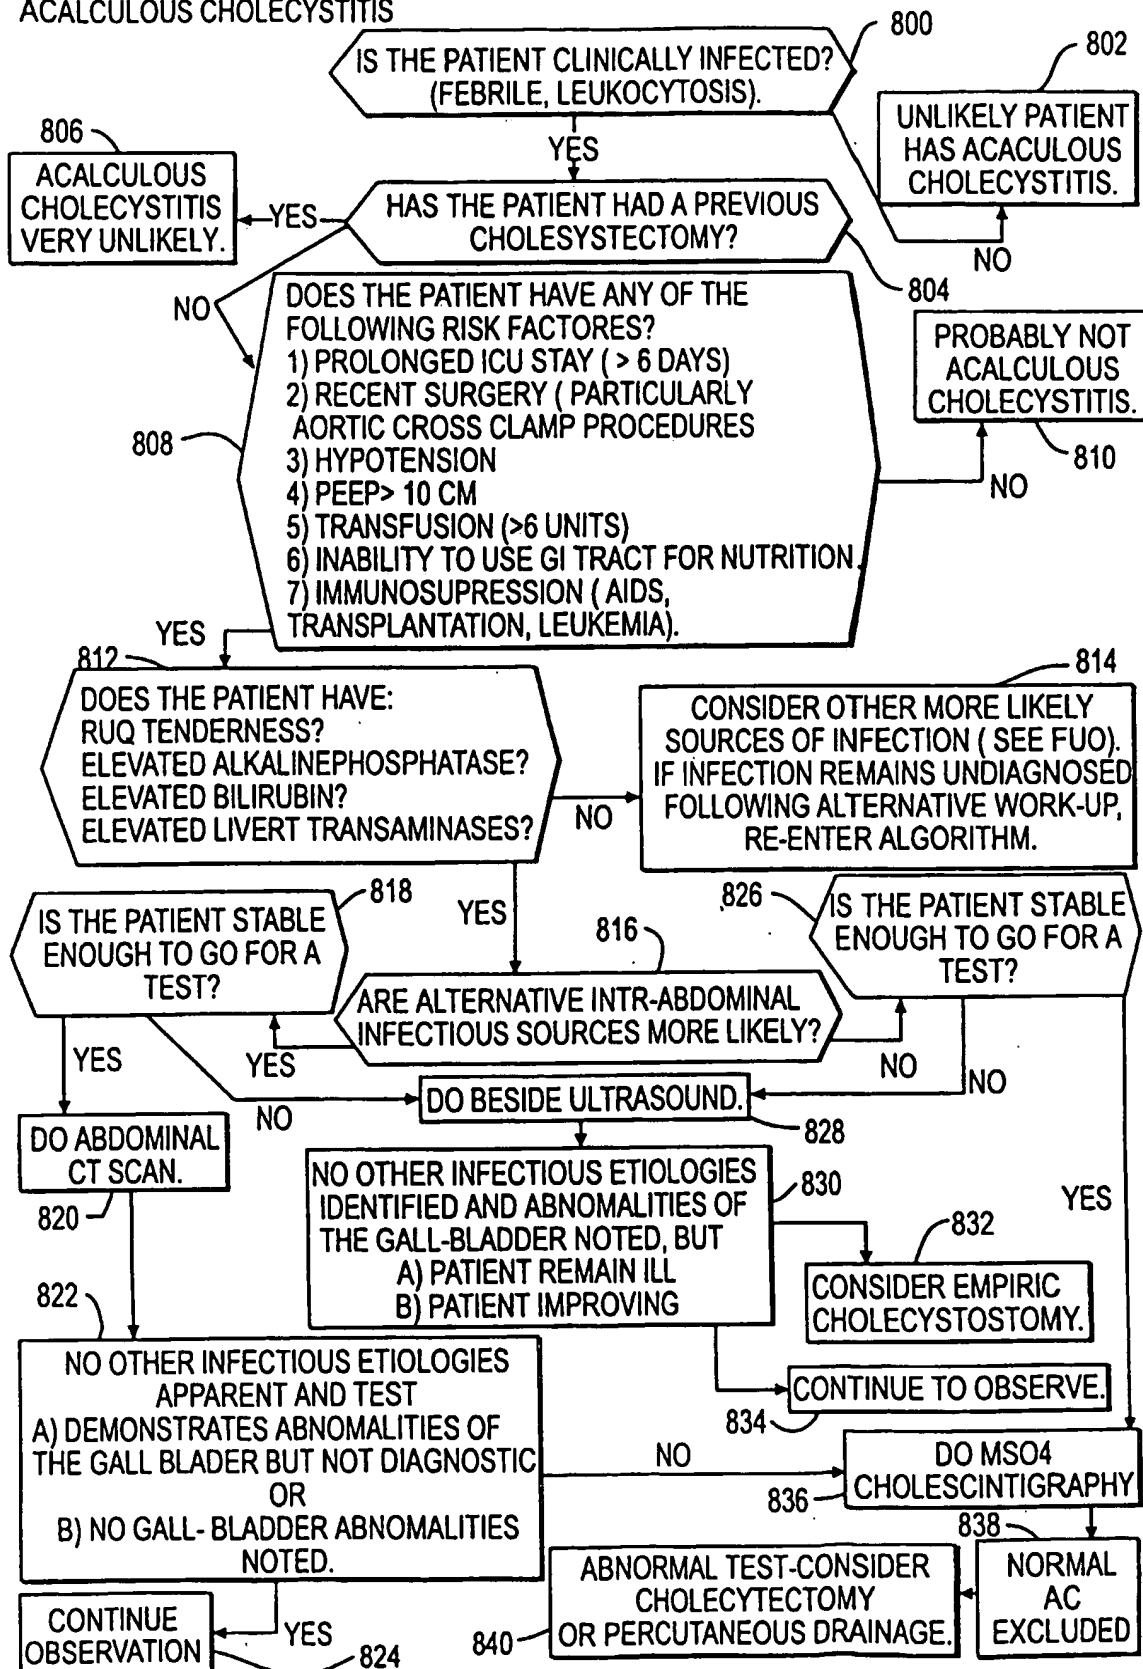 ACALCULOUS CHOLECYSTITIS
800
IS THE PATIENT CLINICALLY INFECTED?
(FEBRILE, LEUKOCYTOSIS).
802
UNLIKELY PATIENT
HAS ACACULOUS
CHOLECYSTITIS.
YES
NO
806
ACALCULOUS
CHOLECYSTITIS
VERY UNLIKELY.
YES
HAS THE PATIENT HAD A PREVIOUS
CHOLESYSTECTOMY?
804
NO
DOES THE PATIENT HAVE ANY OF THE
FOLLOWING RISK FACTORES?
1) PROLONGED ICU STAY ( > 6 DAYS)
2) RECENT SURGERY ( PARTICULARLY
AORTIC CROSS CLAMP PROCEDURES
3) HYPOTENSION
4) PEEP> 10 CM
5) TRANSFUSION (>6 UNITS)
6) INABILITY TO USE GI TRACT FOR NUTRITION.
7) IMMUNOSUPRESSION ( AIDS,
TRANSPLANTATION, LEUKEMIA).
808
PROBABLY NOT
ACALCULOUS
CHOLECYSTITIS.
810
NO
YES
812
DOES THE PATIENT HAVE:
RUQ TENDERNESS?
ELEVATED ALKALINEPHOSPHATASE?
ELEVATED BILIRUBIN?
ELEVATED LIVERT TRANSAMINASES?
NO
814
CONSIDER OTHER MORE LIKELY
SOURCES OF INFECTION ( SEE FUO).
IF INFECTION REMAINS UNDIAGNOSED
FOLLOWING ALTERNATIVE WORK-UP,
RE-ENTER ALGORITHM.
818
IS THE PATIENT STABLE
ENOUGH TO GO FOR A
TEST?
YES
816
ARE ALTERNATIVE INTR-ABDOMINAL
INFECTIOUS SOURCES MORE LIKELY?
826
IS THE PATIENT STABLE
ENOUGH TO GO FOR A
TEST?
YES
YES
NO
NO
NO
DO BESIDE ULTRASOUND.
828
DO ABDOMINAL
CT SCAN.
820
NO OTHER INFECTIOUS ETIOLOGIES
IDENTIFIED AND ABNOMALITIES OF
THE GALL-BLADDER NOTED, BUT
A) PATIENT REMAIN ILL
B) PATIENT IMPROVING
830
YES
832
CONSIDER EMPIRIC
CHOLECYSTOSTOMY.
822
NO OTHER INFECTIOUS ETIOLOGIES
APPARENT AND TEST
A) DEMONSTRATES ABNOMALITIES OF
THE GALL BLADER BUT NOT DIAGNOSTIC
OR
B) NO GALL- BLADDER ABNOMALITIES
NOTED.
CONTINUE TO OBSERVE.
834
NO
DO MSO4
CHOLESCINTIGRAPHY
836
838
NORMAL
AC
EXCLUDED
ABNORMAL TEST-CONSIDER
CHOLECYTECTOMY
OR PERCUTANEOUS DRAINAGE.
840
YES
CONTINUE
OBSERVATION
824